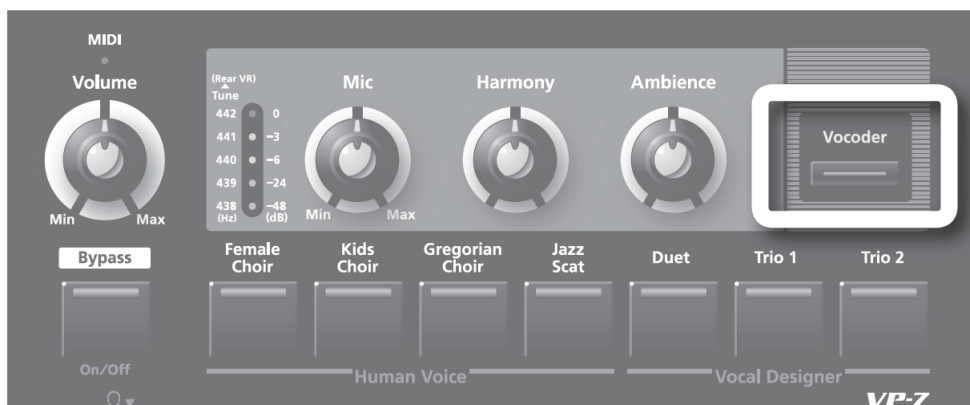 MIDI
Volume
Min Max
Bypass
On/Off
(Rear VR)
Tune
442 0
441 –3
440 –6
439 –24
438 –48
(Hz) (dB)
Mic
Min Max
Harmony
Ambience
Vocoder
Female
Choir
Kids
Choir
Gregorian
Choir
Jazz
Scat
Duet
Trio 1
Trio 2
Human Voice
Vocal Designer
VP-7